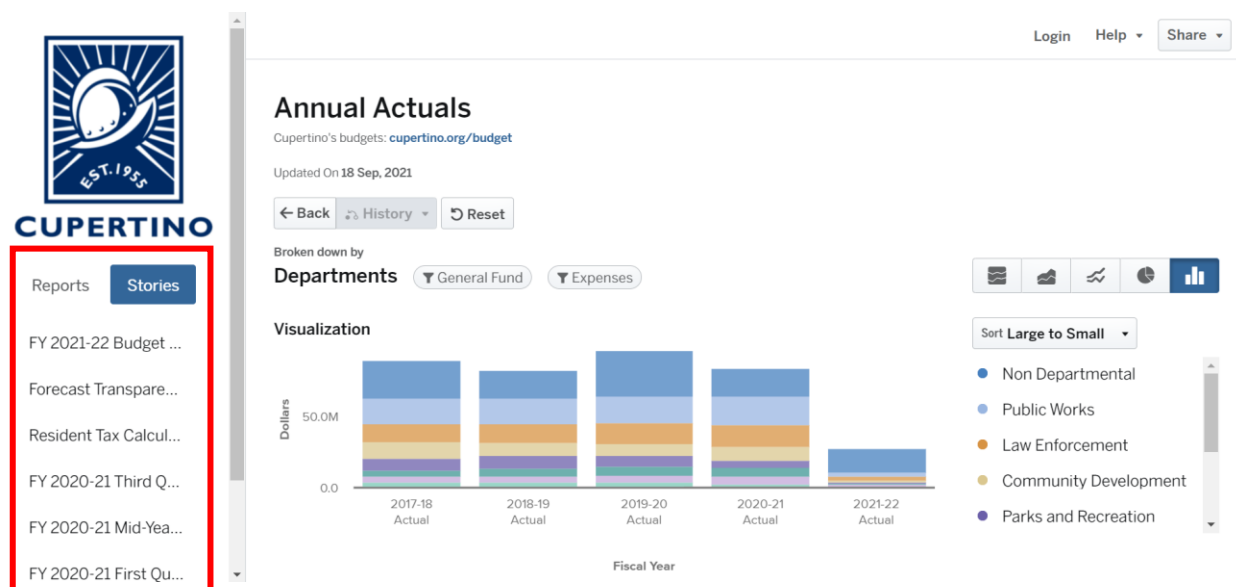 EST. 1955
CUPERTINO
Reports Stories
FY 2021-22 Budget ...
Forecast Transpare...
Resident Tax Calcul...
FY 2020-21 Third Q...
FY 2020-21 Mid-Yea...
FY 2020-21 First Qu...
Login Help Share
Annual Actuals
Cupertino's budgets: cupertino.org/budget
Updated On 18 Sep, 2021
Back History Reset
Broken down by
Departments General Fund Expenses
Visualization
Sort Large to Small
Non Departmental
Public Works
Law Enforcement
Community Development
Parks and Recreation
Dollars
50.0M
0.0
2017-18 2018-19 2019-20 2020-21 2021-22
Actual Actual Actual Actual Actual
Fiscal Year